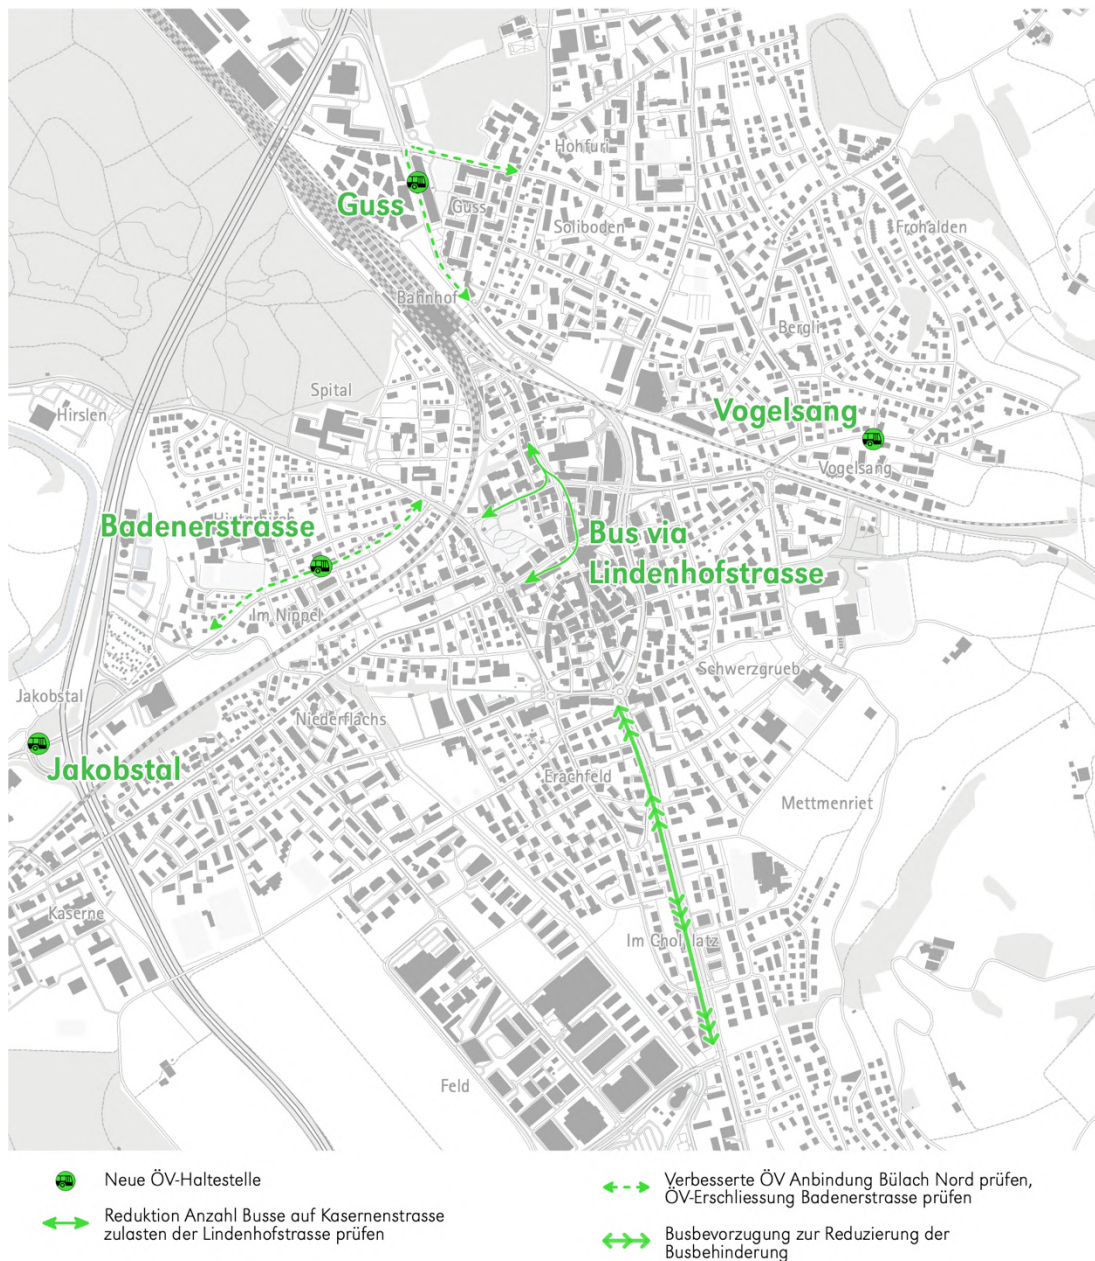 Hohfuri
Guss
Guss
Soliboden
Frohalden
Bahnhof
Bergli
Spital
Hirslen
Vogelsang
Vogelsang
Badenerstrasse
Bus via
Lindenhofstrasse
Im Nippel
Schwerzgrueb
Jakobstal
Niederflachs
Jakobstal
Erachfeld
Mettmenriet
Kaserne
Im Cholplatz
Feld
Neue ÖV-Haltestelle
Reduktion Anzahl Busse auf Kasernenstrasse
zulasten der Lindenhofstrasse prüfen
Verbesserte ÖV Anbindung Bülach Nord prüfen,
ÖV-Erschliessung Badenerstrasse prüfen
Busbevorzugung zur Reduzierung der
Busbehinderung